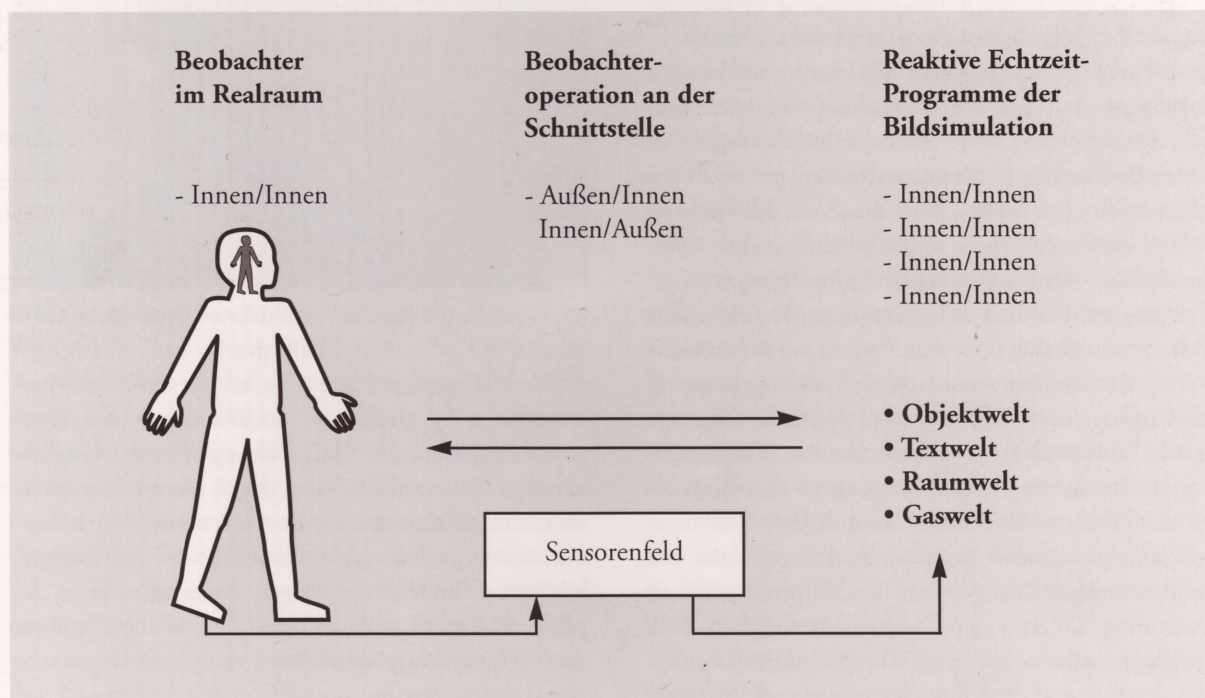 Beobachter
im Realraum
- Innen/Innen
Beobachter-
operation an der
Schnittstelle
- Außen/Innen
Innen/Außen
Reaktive Echtzeit-
Programme der
Bildsimulation
- Innen/Innen
- Innen/Innen
- Innen/Innen
- Innen/Innen
• Objektwelt
• Textwelt
• Raumwelt
• Gaswelt
Sensorenfeld